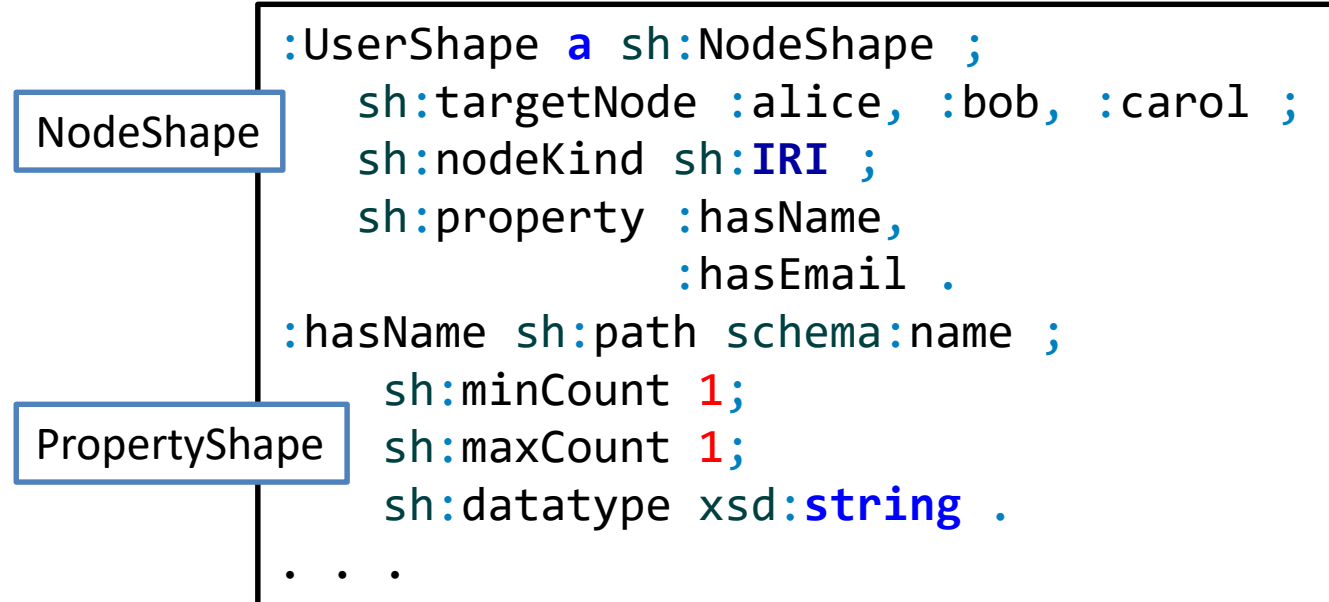 :UserShape a sh:NodeShape ;
NodeShape
sh:targetNode :alice, :bob, :carol ;
sh:nodeKind sh:IRI ;
sh:property :hasName,
:hasEmail .
:hasName sh:path schema:name ;
sh:minCount 1;
PropertyShape
sh:maxCount 1;
sh:datatype xsd:string .
. . .